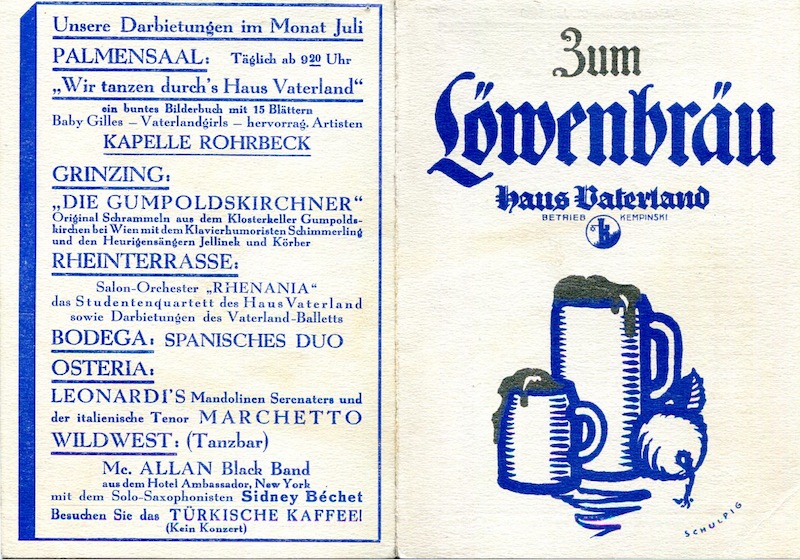 Unsere Darbietungen im Monat Juli
PALMENSAAL: Täglich ab 9 20 Uhr
„Wir tanzen durch's Haus Vaterland“
ein buntes Bilderbuch mit 15 Blättern
Baby Gilles – Vaterlandgirls – hervorrag. Artisten
KAPELLE ROHRBECK
GRINZING:
„DIE GUMPOLDSKIRCHNER“
Original Schrammeln aus dem Klosterkeller Gumpolds-
kirchen bei Wien mit dem Klavierhumoristen Schimmerling
und den Heurigensängern Jellinek und Körber
RHEINTERRASSE:
Salon-Orchester „RHENANIA“
das Studentenquartett des Haus Vaterland
sowie Darbietungen des Vaterland-Balletts
BODEGA: SPANISCHES DUO
OSTERIA:
LEONARDI'S Mandolinen Serenaters und
der italienische Tenor MARCHETTO
WILDWEST: (Tanzbar)
Mc. ALLAN Black Band
aus dem Hotel Ambassador, New York
mit dem Solo-Saxophonisten Sidney Béchet
Besuchen Sie das TÜRKISCHE KAFFEE!
(Kein Konzert)
Zum
Löwenbräu
Haus Vaterland
BETRIEB KEMPINSKI
k
SCHULPIG